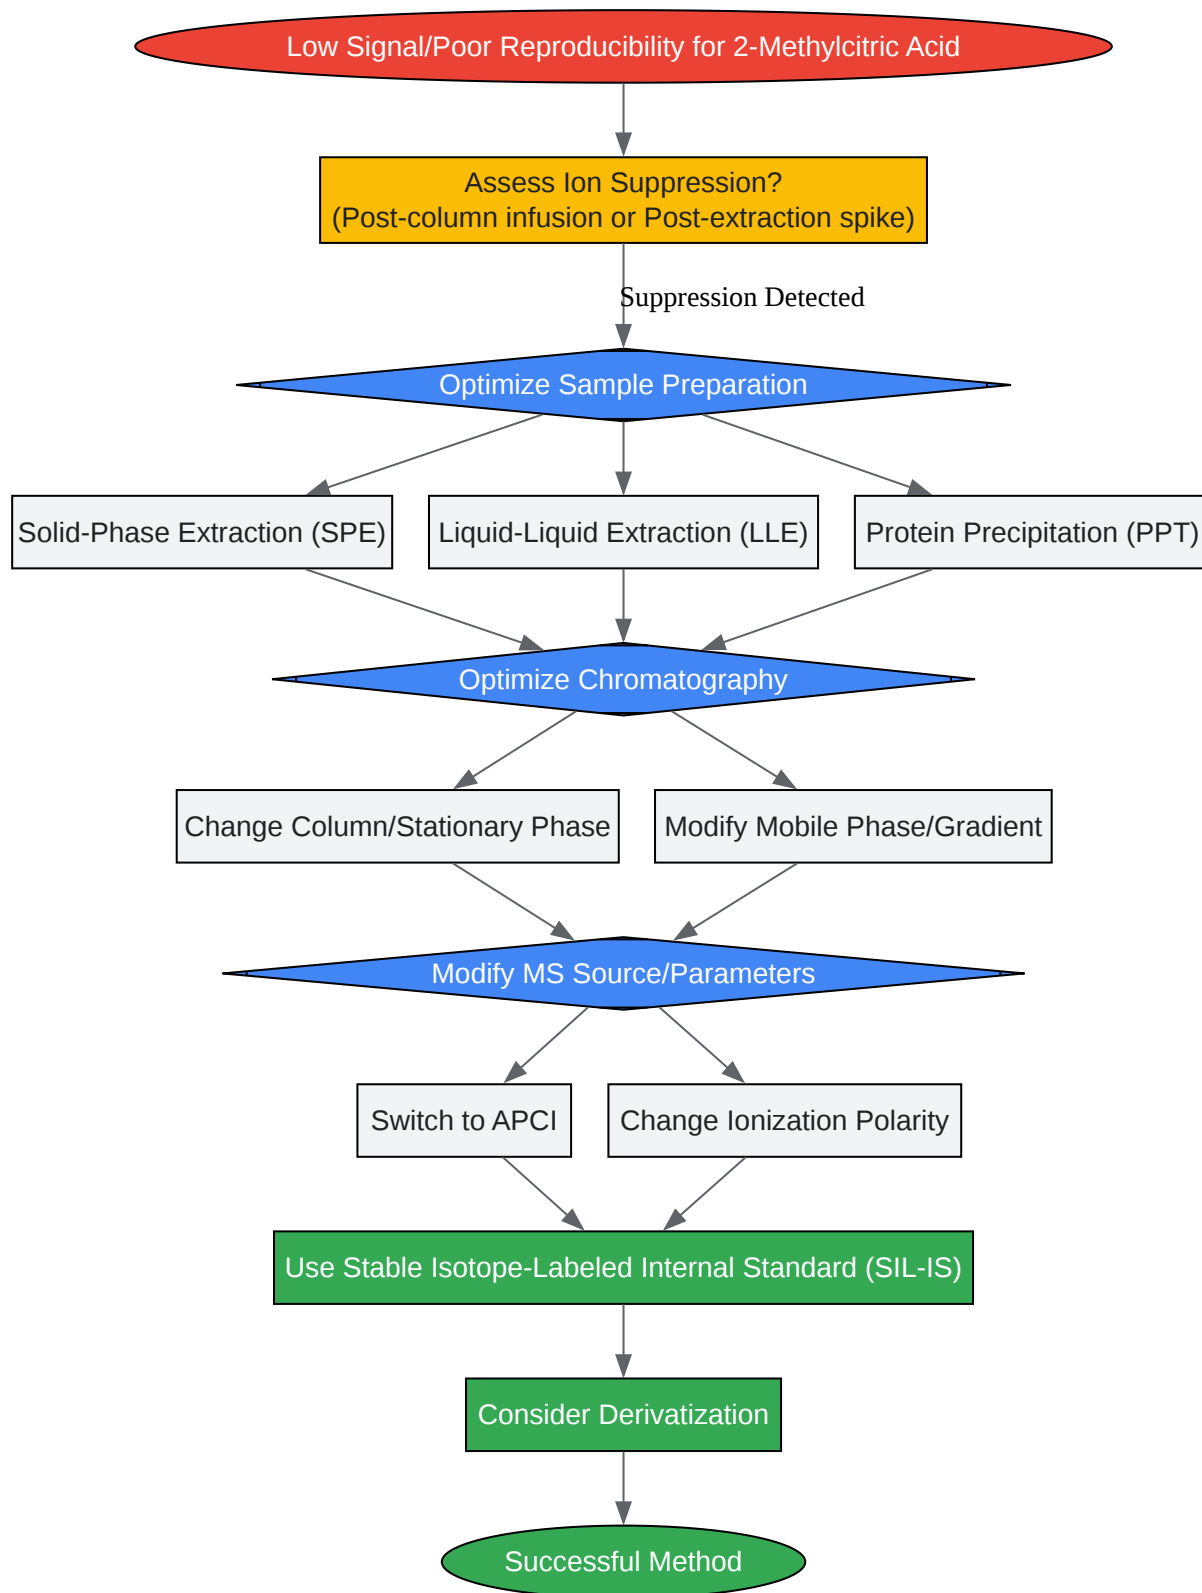 Low Signal/Poor Reproducibility for 2-Methylcitric Acid
Assess Ion Suppression?
(Post-column infusion or Post-extraction spike)
Suppression Detected
Optimize Sample Preparation
Solid-Phase Extraction (SPE)
Liquid-Liquid Extraction (LLE)
Protein Precipitation (PPT)
Optimize Chromatography
Change Column/Stationary Phase
Modify Mobile Phase/Gradient
Modify MS Source/Parameters
Switch to APCI
Change Ionization Polarity
Use Stable Isotope-Labeled Internal Standard (SIL-IS)
Consider Derivatization
Successful Method